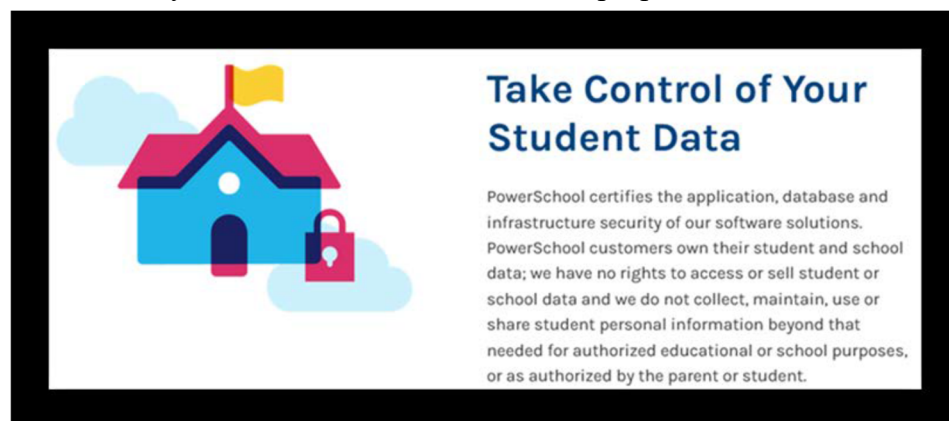 Take Control of Your
Student Data
PowerSchool certifies the application, database and
infrastructure security of our software solutions.
PowerSchool customers own their student and school
data; we have no rights to access or sell student or
school data and we do not collect, maintain, use or
share student personal information beyond that
needed for authorized educational or school purposes,
or as authorized by the parent or student.